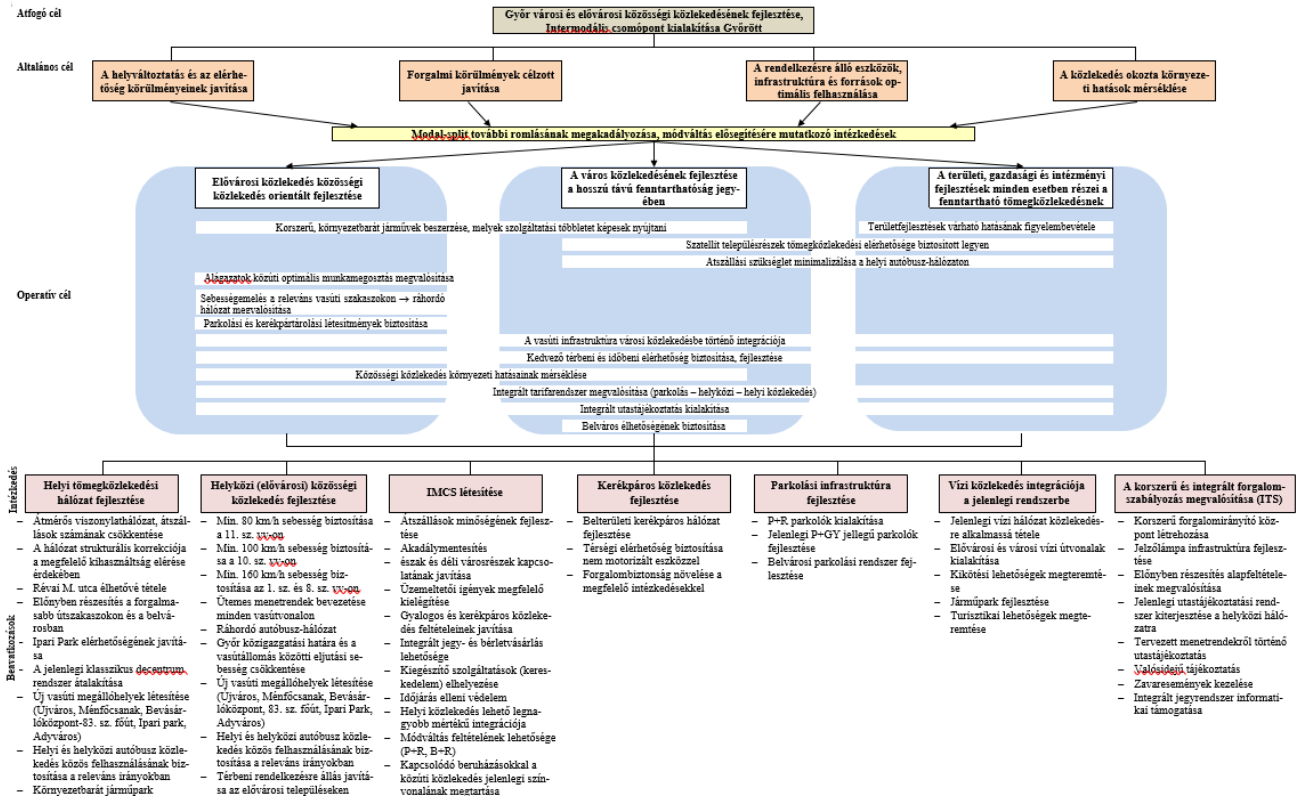 Átfogó cél
Győr városi és elővárosi közösségi közlekedésének fejlesztése,
Intermodális csomópont kialakítása Győrött
Általános cél
A helyváltoztatás és az elérhe-
tőség körülményeinek javítása
Forgalmi körülmények célzott
javítása
A rendelkezésre álló eszközök,
infrastruktúra és források op-
timális felhasználása
A közlekedés okozta környeze-
ti hatások mérséklése
Modal-split további romlásának megakadályozása, módváltás elősegítésére mutatkozó intézkedések
Elővárosi közlekedés közösségi
közlekedés orientált fejlesztése
A város közlekedésének fejlesztése
a hosszú távú fenntarthatóság jegy-
ében
A területi, gazdasági és intézményi
fejlesztések minden esetben részei a
fenntartható tömegközlekedésnek
Korszerű, környezetbarát járművek beszerzése, melyek szolgáltatási többletet képesek nyújtani
Területfejlesztések várható hatásának figyelembevétele
Szatellit településrészek tömegközlekedési elérhetősége biztosított legyen
Átszállási szükséglet minimalizálása a helyi autóbusz-hálózaton
Alágazatok közúti optimális munkamegosztás megvalósítása
Operatív cél
Sebességemelés a releváns vasúti szakaszokon → ráhordó
hálózat megvalósítása
Parkolási és kerékpártárolási létesítmények biztosítása
A vasúti infrastruktúra városi közlekedésbe történő integrációja
Kedvező térbeni és időbeni elérhetőség biztosítása, fejlesztése
Közösségi közlekedés környezeti hatásainak mérséklése
Integrált tarifarendszer megvalósítása (parkolás – helyközi – helyi közlekedés)
Integrált utastájékoztatás kialakítása
Belváros élhetőségének biztosítása
Intézkedés
Helyi tömegközlekedési
hálózat fejlesztése
Helyközi (elővárosi) közösségi
közlekedés fejlesztése
IMCS létesítése
Kerékpáros közlekedés
fejlesztése
Parkolási infrastruktúra
fejlesztése
Vízi közlekedés integrációja
a jelenlegi rendszerbe
A korszerű és integrált forgalom-
szabályozás megvalósítása (ITS)
Beavatkozások
– Átmérős viszonylathálózat, átszál-
lások számának csökkentése
– A hálózat strukturális korrekciója
a megfelelő kihasználtság elérése
érdekében
– Révai M. utca élhetővé tétele
– Előnyben részesítés a forgalma-
sabb útszakaszokon és a belvá-
rosban
– Ipari Park elérhetőségének javítá-
sa
– A jelenlegi klasszikus decentrum
rendszer átalakítása
– Új vasúti megállóhelyek létesítése
(Újváros, Ménfőcsanak, Bevásár-
lóközpont-83. sz. főút, Ipari park,
Adyváros)
– Helyi és helyközi autóbusz közle-
kedés közös felhasználásának biz-
tosítása a releváns irányokban
– Környezetbarát járműpark
– Min. 80 km/h sebesség biztosítása
a 11. sz. vv-on
– Min. 100 km/h sebesség biztosítá-
sa a 10. sz. vv-on
– Min. 160 km/h sebesség biz-
tosítása az 1. sz. és 8. sz. vv-on
– Ütemes menetrendek bevezetése
minden vasútvonalon
– Ráhordó autóbusz-hálózat
– Győr közigazgatási határa és a
vasútállomás közötti eljutási se-
besség csökkentése
– Új vasúti megállóhelyek létesítése
(Újváros, Ménfőcsanak, Bevásár-
lóközpont, 83. sz. főút, Ipari Park,
Adyváros)
– Helyi és helyközi autóbusz közle-
kedés közös felhasználásának biz-
tosítása a releváns irányokban
– Térbeni rendelkezésre állás javítá-
sa az elővárosi településeken
– Átszállások minőségének fejlesz-
tése
– Akadálymentesítés
– észak és déli városrészek kapcso-
latának javítása
– Üzemeltetői igények megfelelő
kielégítése
– Gyalogos és kerékpáros közleke-
dés feltételeinek javítása
– Integrált jegy- és bérletvásárlás
lehetősége
– Kiegészítő szolgáltatások (keres-
kedelem) elhelyezése
– Időjárás elleni védelem
– Helyi közlekedés lehető legna-
gyobb mértékű integrációja
– Módváltás feltételének lehetősége
(P+R, B+R)
– Kapcsolódó beruházásokkal a
közúti közlekedés jelenlegi szín-
vonalának megtartása
– Belterületi kerékpáros hálózat
fejlesztése
– Térségi elérhetőség biztosítása
nem motorizált eszközzel
– Forgalombiztonság növelése a
megfelelő intézkedésekkel
– P+R parkolók kialakítása
– Jelenlegi P+GY jellegű parkolók
fejlesztése
– Belvárosi parkolási rendszer fej-
lesztése
– Jelenlegi vízi hálózat közlekedés-
re alkalmassá tétele
– Elővárosi és városi vízi útvonalak
kialakítása
– Kikötési lehetőségek megteremté-
se
– Járműpark fejlesztése
– Turisztikai lehetőségek megte-
remtése
– Korszerű forgalomirányító köz-
pont létrehozása
– Jelzőlámpa infrastruktúra fejlesz-
tése
– Előnyben részesítés alapfeltétele-
inek megvalósítása
– Jelenlegi utastájékoztatási rend-
szer kiterjesztése a helyközi háló-
zatra
– Tervezett menetrendekről történő
utastájékoztatás
– Valósidejű tájékoztatás
– Zavaresemények kezelése
– Integrált jegyrendszer informati-
kai támogatása